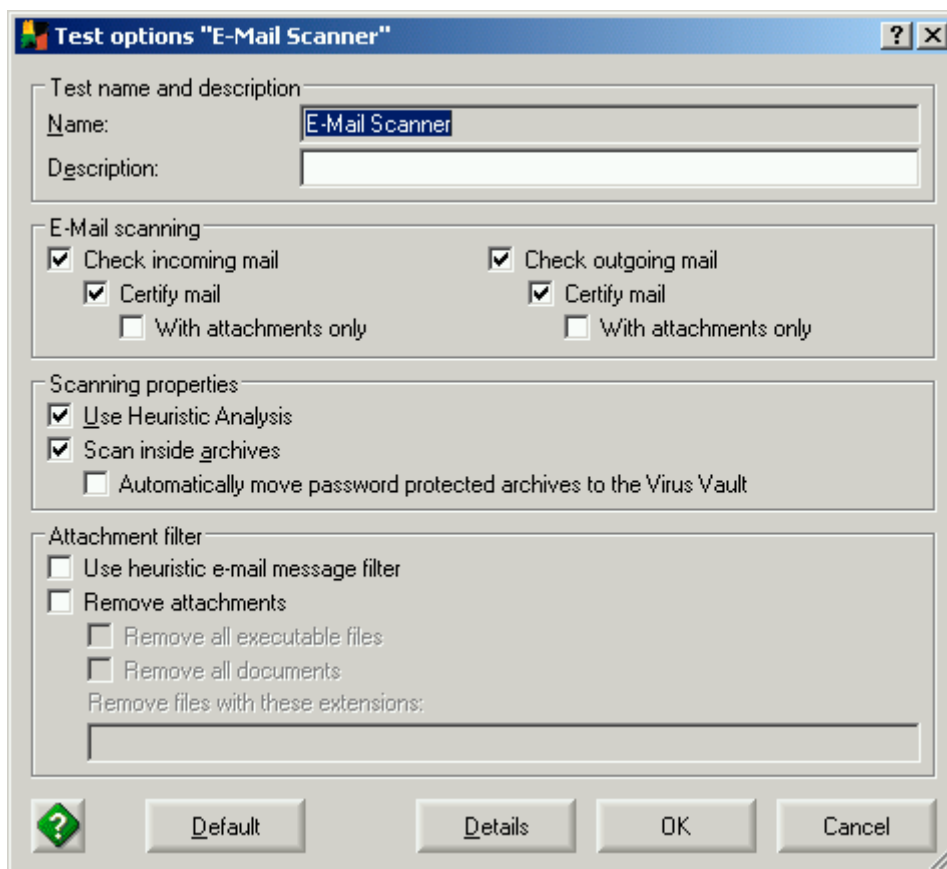 Test options "E-Mail Scanner"
Test name and description
Name: E-Mail Scanner
Description:
E-Mail scanning
Check incoming mail Check outgoing mail
Certify mail Certify mail
With attachments only With attachments only
Scanning properties
Use Heuristic Analysis
Scan inside archives
Automatically move password protected archives to the Virus Vault
Attachment filter
Use heuristic e-mail message filter
Remove attachments
Remove all executable files
Remove all documents
Remove files with these extensions:
Default Details OK Cancel